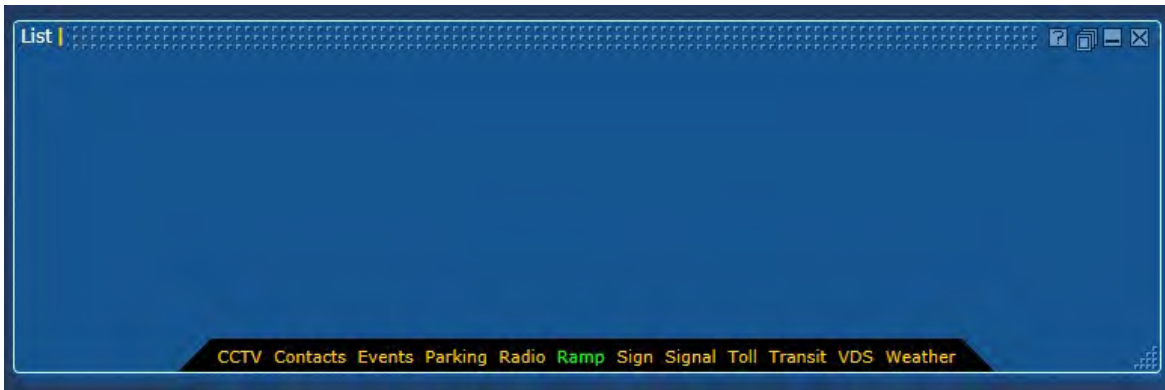 List
?
CCTV Contacts Events Parking Radio Ramp Sign Signal Toll Transit VDS Weather